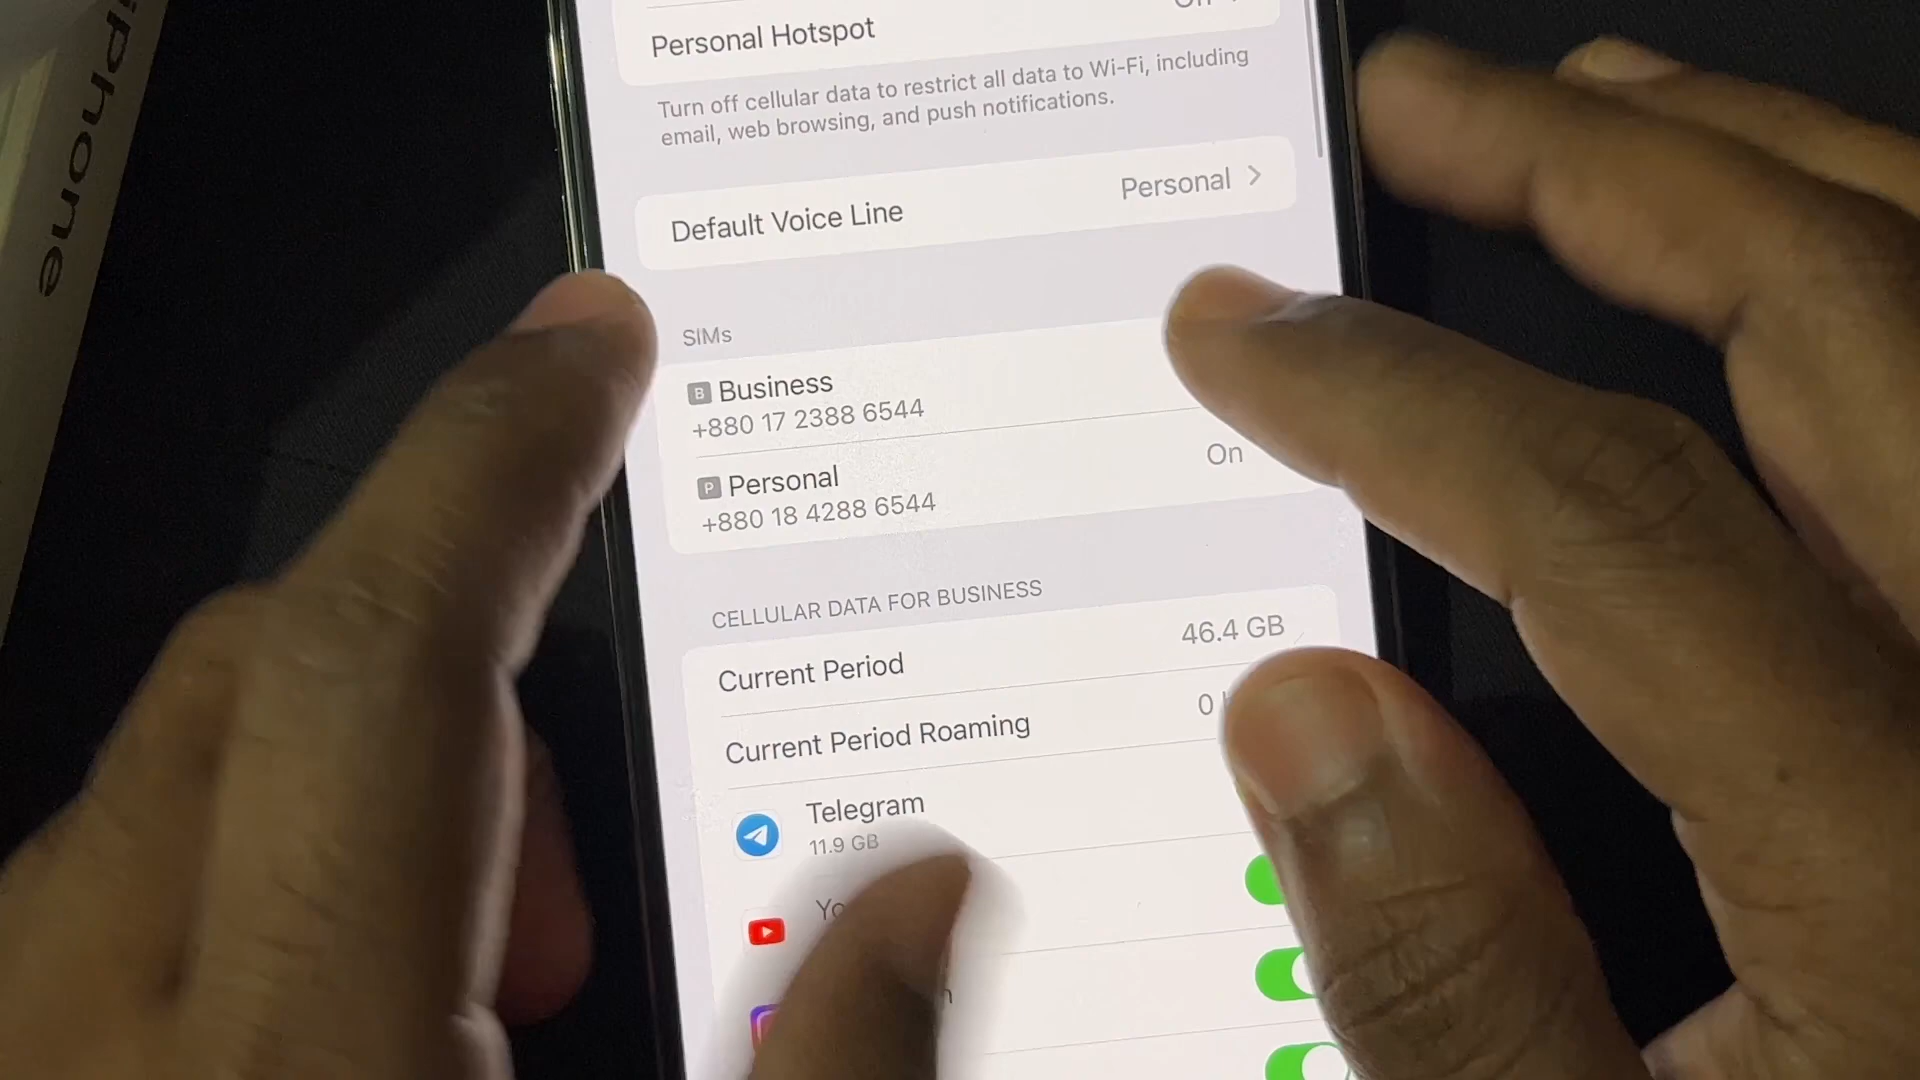 iphone
Personal Hotspot
Turn off cellular data to restrict all data to Wi-Fi, including
email, web browsing, and push notifications.
Default Voice Line Personal
SIMs
B Business
+880 17 2388 6544
P Personal On
+880 18 4288 6544
CELLULAR DATA FOR BUSINESS
Current Period 46.4 GB
Current Period Roaming 0
Telegram
11.9 GB